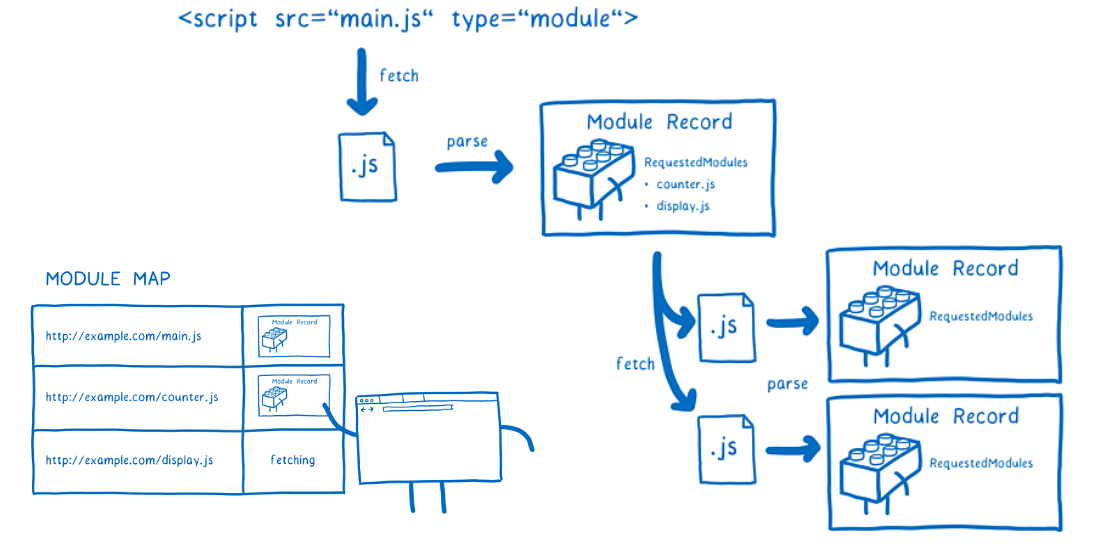 <script src=“main.js“ type=“module“>
fetch
.js
parse
Module Record
RequestedModules
• counter.js
• display.js
MODULE MAP
http://example.com/main.js
Module Record
http://example.com/counter.js
Module Record
http://example.com/display.js
fetching
fetch
.js
Module Record
RequestedModules
parse
.js
Module Record
RequestedModules